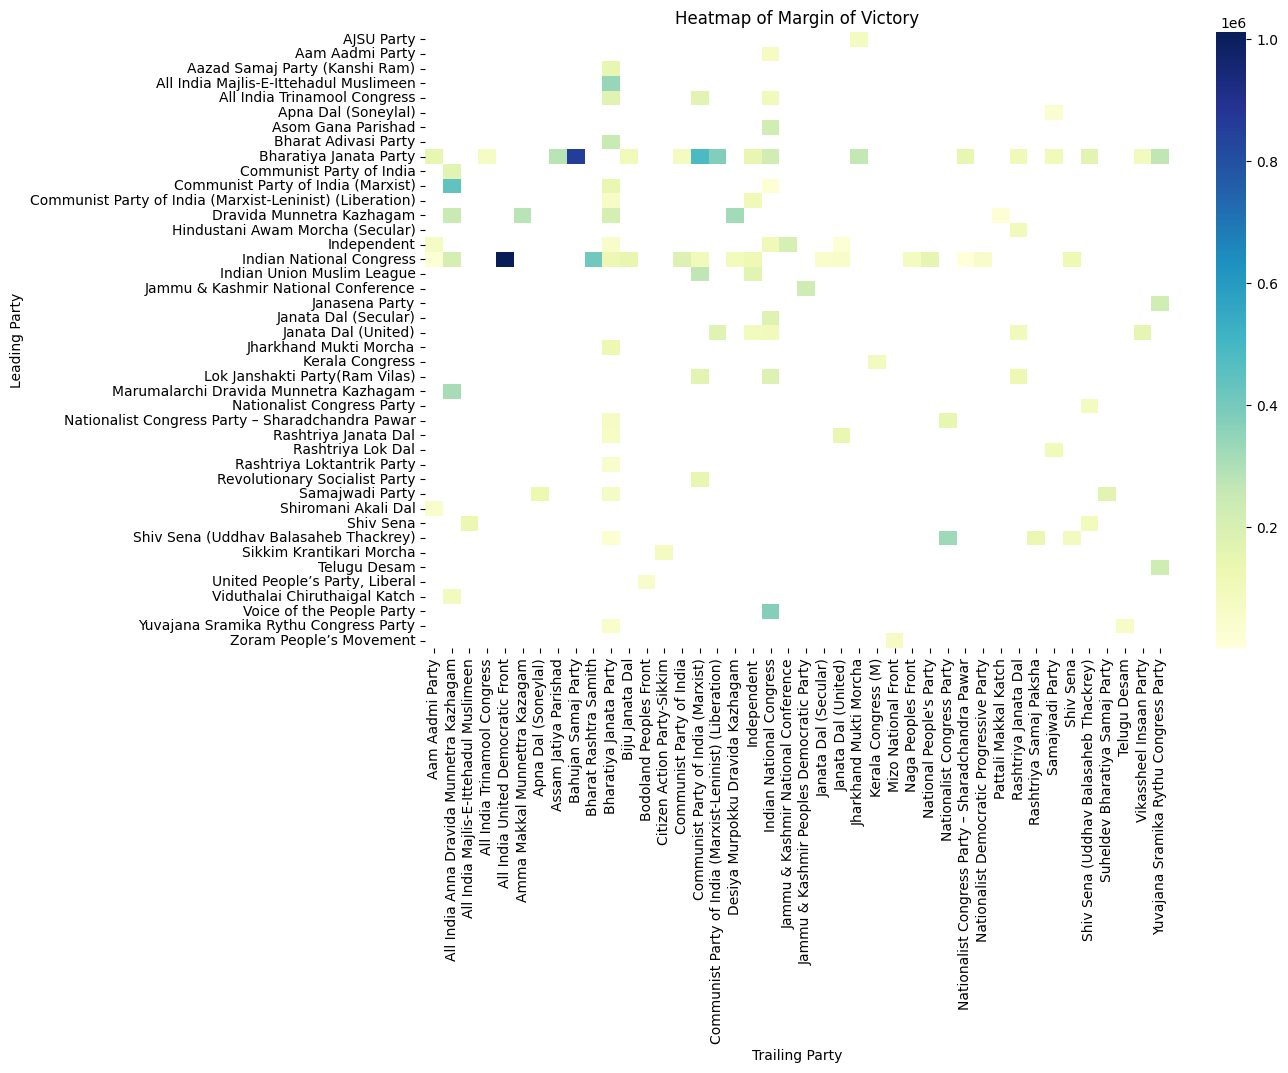 Heatmap of Margin of Victory
1e6
AJSU Party
Aam Aadmi Party
Aazad Samaj Party (Kanshi Ram)
All India Majlis-E-Ittehadul Muslimeen
All India Trinamool Congress
Apna Dal (Soneylal)
Asom Gana Parishad
Bharat Adivasi Party
Bharatiya Janata Party
Communist Party of India
Communist Party of India (Marxist)
Communist Party of India (Marxist-Leninist) (Liberation)
Dravida Munnetra Kazhagam
Hindustani Awam Morcha (Secular)
Independent
Indian National Congress
Indian Union Muslim League
Jammu & Kashmir National Conference
Janasena Party
Janata Dal (Secular)
Janata Dal (United)
Jharkhand Mukti Morcha
Kerala Congress
Lok Janshakti Party(Ram Vilas)
Marumalarchi Dravida Munnetra Kazhagam
Nationalist Congress Party
Nationalist Congress Party – Sharadchandra Pawar
Rashtriya Janata Dal
Rashtriya Lok Dal
Rashtriya Loktantrik Party
Revolutionary Socialist Party
Samajwadi Party
Shiromani Akali Dal
Shiv Sena
Shiv Sena (Uddhav Balasaheb Thackrey)
Sikkim Krantikari Morcha
Telugu Desam
United People’s Party, Liberal
Viduthalai Chiruthaigal Katch
Voice of the People Party
Yuvajana Sramika Rythu Congress Party
Zoram People’s Movement
Leading Party
Aam Aadmi Party
All India Anna Dravida Munnetra Kazhagam
All India Majlis-E-Ittehadul Muslimeen
All India Trinamool Congress
All India United Democratic Front
Amma Makkal Munnettra Kazagam
Apna Dal (Soneylal)
Assam Jatiya Parishad
Bahujan Samaj Party
Bharat Rashtra Samith
Bharatiya Janata Party
Biju Janata Dal
Bodoland Peoples Front
Citizen Action Party-Sikkim
Communist Party of India
Communist Party of India (Marxist)
Communist Party of India (Marxist-Leninist) (Liberation)
Desiya Murpokku Dravida Kazhagam
Independent
Indian National Congress
Jammu & Kashmir National Conference
Jammu & Kashmir Peoples Democratic Party
Janata Dal (Secular)
Janata Dal (United)
Jharkhand Mukti Morcha
Kerala Congress (M)
Mizo National Front
Naga Peoples Front
National People's Party
Nationalist Congress Party
Nationalist Congress Party – Sharadchandra Pawar
Nationalist Democratic Progressive Party
Pattali Makkal Katch
Rashtriya Janata Dal
Rashtriya Samaj Paksha
Samajwadi Party
Shiv Sena
Shiv Sena (Uddhav Balasaheb Thackrey)
Suheldev Bharatiya Samaj Party
Telugu Desam
Vikassheel Insaan Party
Yuvajana Sramika Rythu Congress Party
Trailing Party
1.0
0.8
0.6
0.4
0.2